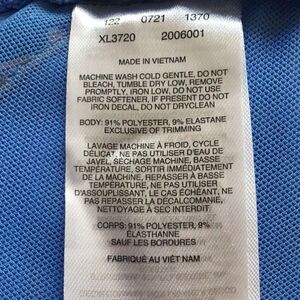 122 0721 1370
XL3720 2006001
MADE IN VIETNAM
MACHINE WASH COLD GENTLE, DO NOT
BLEACH, TUMBLE DRY LOW, REMOVE
PROMPTLY, IRON LOW, DO NOT USE
FABRIC SOFTENER, IF PRESENT DO NOT
IRON DECAL, DO NOT DRYCLEAN
BODY: 91% POLYESTER, 9% ELASTANE
EXCLUSIVE OF TRIMMING
LAVAGE MACHINE À FROID, CYCLE
DÉLICAT, NE PAS UTILISER D'EAU DE
JAVEL, SÉCHAGE MACHINE, BASSE
TEMPÉRATURE, SORTIR IMMÉDIATEMENT
DE LA MACHINE, REPASSER À BASSE
TEMPÉRATURE, NE PAS UTILISER
D'ASSOUPLISSANT, LE CAS ÉCHÉANT, NE
PAS REPASSER LA DÉCALCOMANIE,
NETTOYAGE À SEC INTERDIT
CORPS: 91% POLYESTER, 9%
ÉLASTHANNE
SAUF LES BORDURES
FABRIQUÉ AU VIÊT NAM